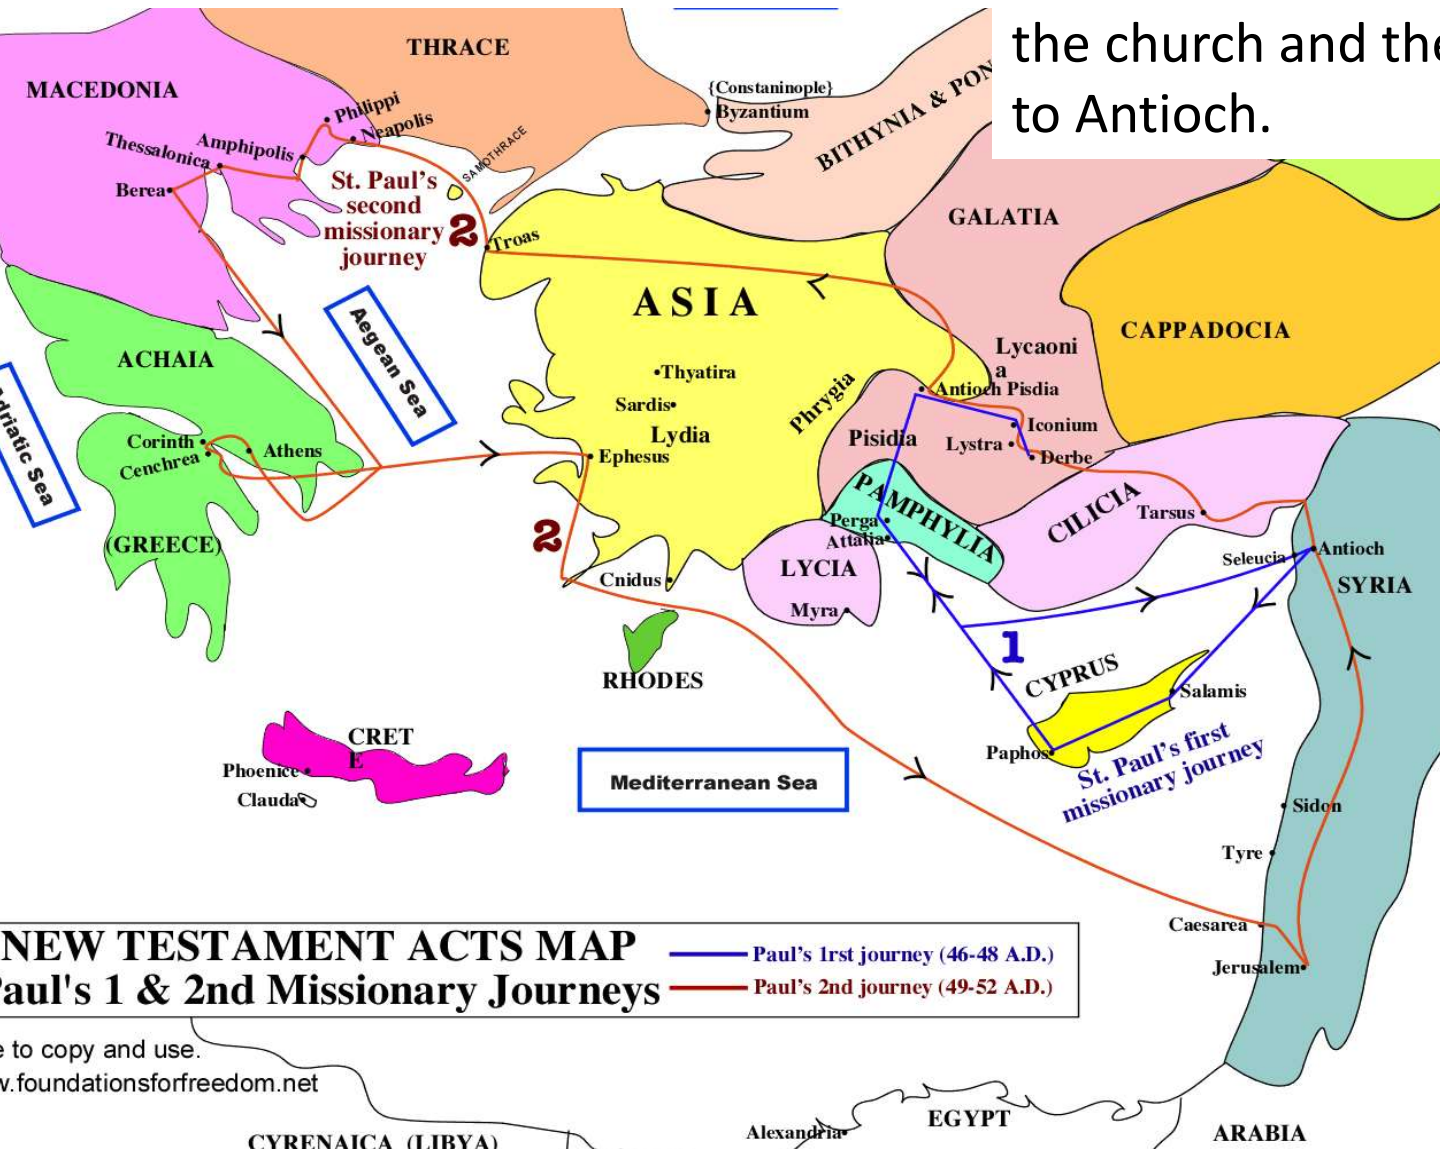 the church and the
to Antioch.
THRACE
MACEDONIA
{Constaninople}
Byzantium
BITHYNIA & PON
Philippi
Neapolis
Amphipolis
Thessalonica
Berea
SAMOTHRACE
St. Paul's
second
missionary
journey
2
Troas
GALATIA
ASIA
CAPPADOCIA
Aegean Sea
ACHAIA
Lycaoni
a
Thyatira
Antioch Pisdia
Phrygia
Sardis
Iconium
Lydia
Pisidia
Lystra
Derbe
Adriatic Sea
Corinth
Cenchrea
Athens
Ephesus
PAMPHYLIA
CILICIA
Tarsus
Perga
Attalia
2
(GREECE)
Seleucia
Antioch
LYCIA
Cnidus
SYRIA
Myra
1
RHODES
CYPRUS
Salamis
Paphos
St. Paul's first
missionary journey
CRET
E
Phoenice
Clauda
Mediterranean Sea
Sidon
Tyre
Caesarea
Jerusalem
NEW TESTAMENT ACTS MAP
Paul's 1 & 2nd Missionary Journeys
Paul's 1rst journey (46-48 A.D.)
Paul's 2nd journey (49-52 A.D.)
e to copy and use.
w.foundationsforfreedom.net
EGYPT
Alexandria
ARABIA
CYRENAICA (LIBYA)